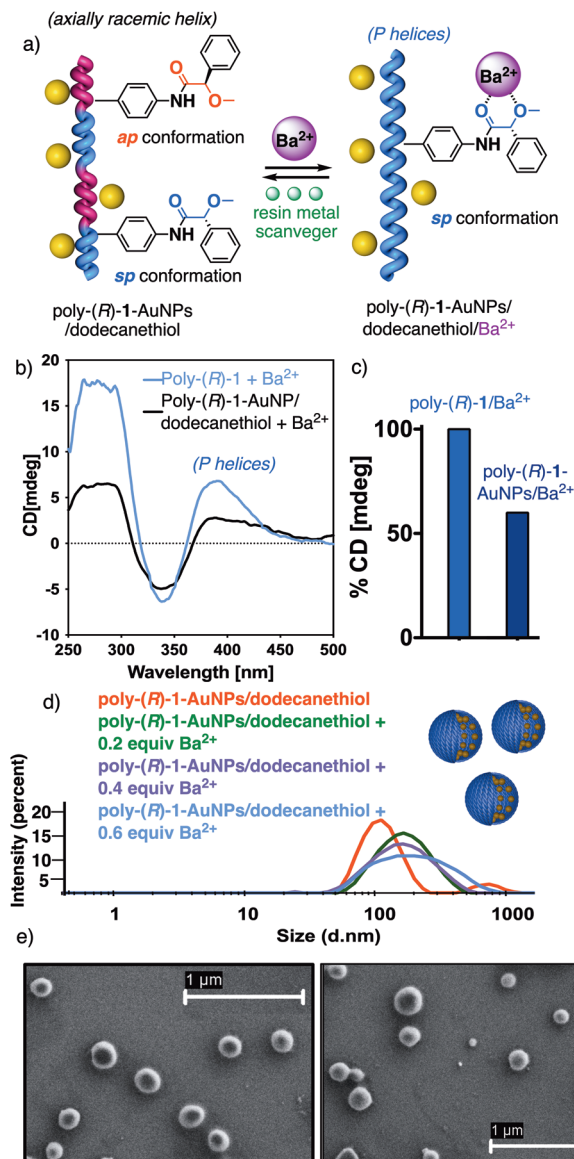 (axially racemic helix)
a)
O
NH
O
ap conformation
O
O
NH
sp conformation
poly-(R)-1-AuNPs
/dodecanethiol
Ba2+
resin metal
scanveger
(P helices)
Ba2+
O
O
NH
sp conformation
poly-(R)-1-AuNPs/
dodecanethiol/Ba2+
b)
Poly-(R)-1 + Ba2+
Poly-(R)-1-AuNP/
dodecanethiol + Ba2+
(P helices)
CD[mdeg]
20
15
10
5
0
-5
-10
250 300 350 400 450 500
Wavelength [nm]
c)
poly-(R)-1/Ba2+
poly-(R)-1-
AuNPs/Ba2+
% CD [mdeg]
100
50
0
d)
poly-(R)-1-AuNPs/dodecanethiol
poly-(R)-1-AuNPs/dodecanethiol +
0.2 equiv Ba2+
poly-(R)-1-AuNPs/dodecanethiol +
0.4 equiv Ba2+
poly-(R)-1-AuNPs/dodecanethiol +
0.6 equiv Ba2+
Intensity (percent)
20
15
10
5
1 10 100 1000
Size (d.nm)
e)
1 µm
1 µm